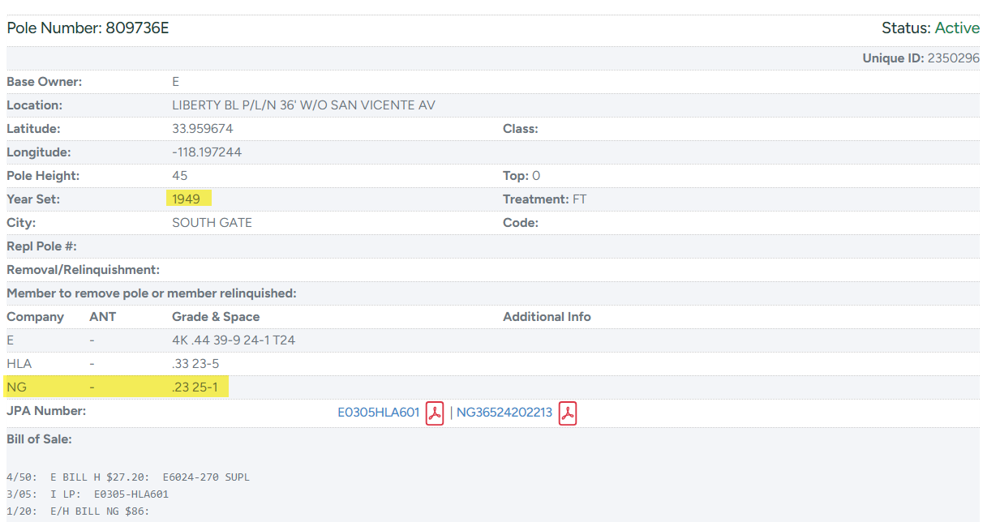 Pole Number: 809736E Status: Active
Unique ID: 2350296
Base Owner: E
Location: LIBERTY BL P/L/N 36' W/O SAN VICENTE AV
Latitude: 33.959674 Class:
Longitude: -118.197244
Pole Height: 45 Top: 0
Year Set: 1949 Treatment: FT
City: SOUTH GATE Code:
Repl Pole #:
Removal/Relinquishment:
Member to remove pole or member relinquished:
Company ANT Grade & Space Additional Info
E - 4K .44 39-9 24-1 T24
HLA - .33 23-5
NG - .23 25-1
JPA Number: E0305HLA601 | NG36524202213
Bill of Sale:
4/50: E BILL H $27.20: E6024-270 SUPL
3/05: I LP: E0305-HLA601
1/20: E/H BILL NG $86: